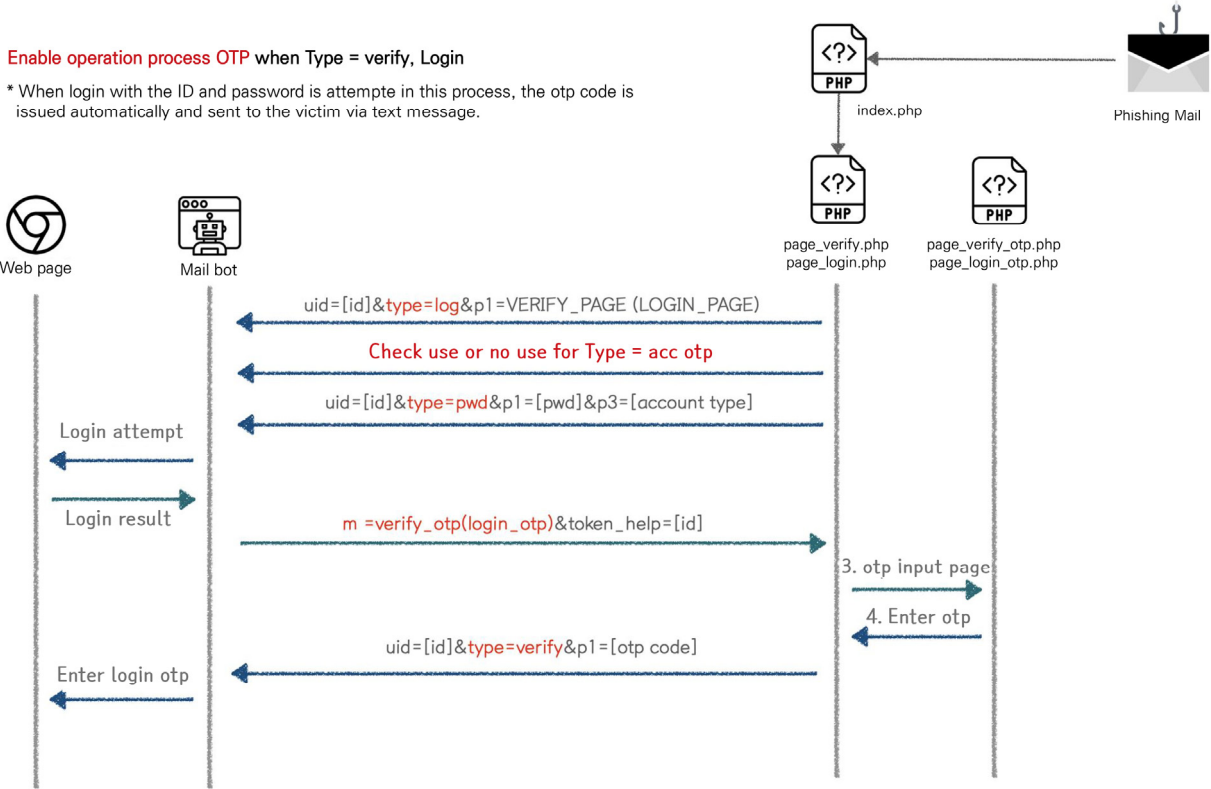 Enable operation process OTP when Type = verify, Login
* When login with the ID and password is attempte in this process, the otp code is
issued automatically and sent to the victim via text message.
<?>
PHP
index.php
Phishing Mail
<?>
PHP
page_verify.php
page_login.php
<?>
PHP
page_verify_otp.php
page_login_otp.php
Web page
Mail bot
uid=[id]&type=log&p1=VERIFY_PAGE (LOGIN_PAGE)
Check use or no use for Type = acc otp
uid=[id]&type=pwd&p1=[pwd]&p3=[account type]
Login attempt
Login result
m =verify_otp(login_otp)&token_help=[id]
3. otp input page
4. Enter otp
uid=[id]&type=verify&p1=[otp code]
Enter login otp